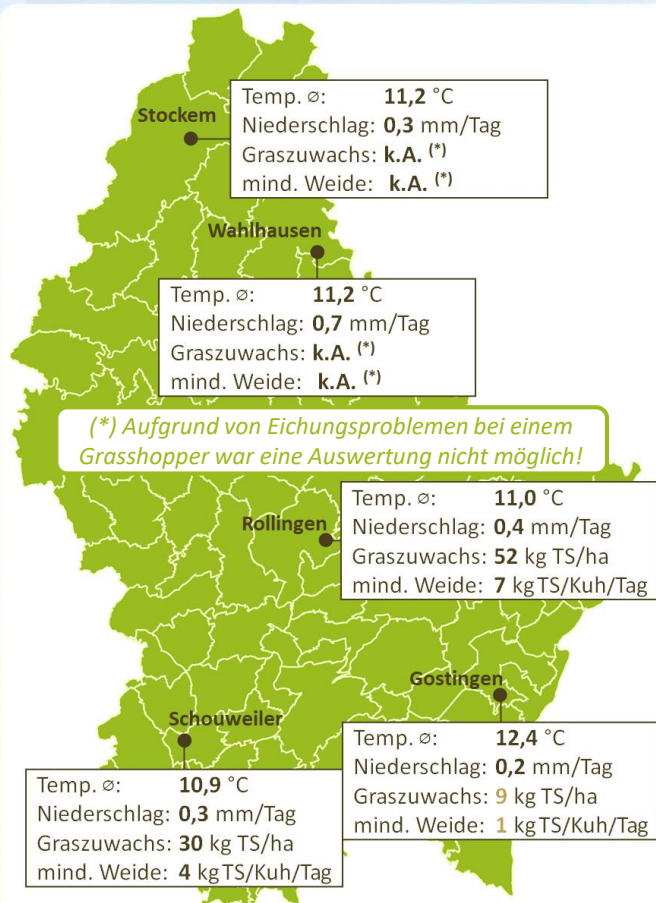 Stockem
Temp. ⌀: 11,2 °C
Niederschlag: 0,3 mm/Tag
Graszuwachs: k.A. (*)
mind. Weide: k.A. (*)
Wahlhausen
Temp. ⌀: 11,2 °C
Niederschlag: 0,7 mm/Tag
Graszuwachs: k.A. (*)
mind. Weide: k.A. (*)
(*) Aufgrund von Eichungsproblemen bei einem
Grasshopper war eine Auswertung nicht möglich!
Rollingen
Temp. ⌀: 11,0 °C
Niederschlag: 0,4 mm/Tag
Graszuwachs: 52 kg TS/ha
mind. Weide: 7 kg TS/Kuh/Tag
Gostingen
Temp. ⌀: 12,4 °C
Niederschlag: 0,2 mm/Tag
Graszuwachs: 9 kg TS/ha
mind. Weide: 1 kg TS/Kuh/Tag
Schouweiler
Temp. ⌀: 10,9 °C
Niederschlag: 0,3 mm/Tag
Graszuwachs: 30 kg TS/ha
mind. Weide: 4 kg TS/Kuh/Tag